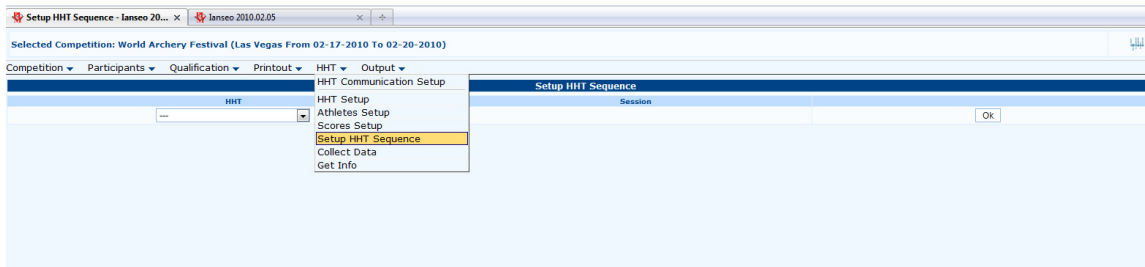 Setup HHT Sequence - Ianseo 20... × Ianseo 2010.02.05 ×
Selected Competition: World Archery Festival (Las Vegas From 02-17-2010 To 02-20-2010)
Competition Participants Qualification Printout HHT Output
HHT Communication Setup
Setup HHT Sequence
HHT Session
HHT Setup
--- Ok
Athletes Setup
Scores Setup
Setup HHT Sequence
Collect Data
Get Info